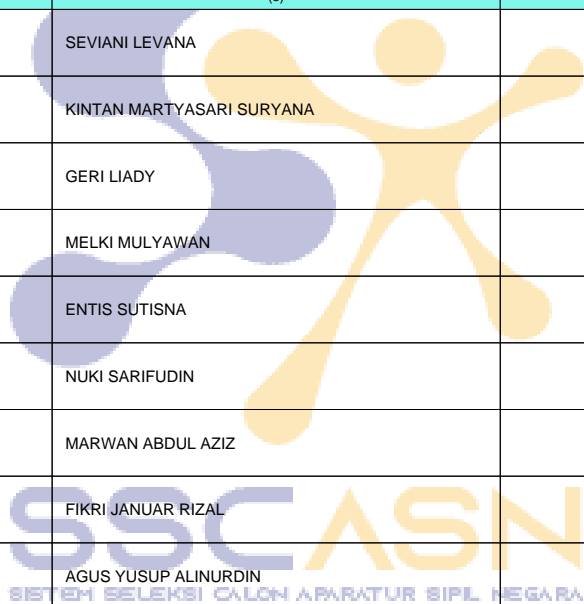 (3)
SEVIANI LEVANA
KINTAN MARTYASARI SURYANA
GERI LIADY
MELKI MULYAWAN
ENTIS SUTISNA
NUKI SARIFUDIN
MARWAN ABDUL AZIZ
FIKRI JANUAR RIZAL
SSCASN
AGUS YUSUP ALINURDIN
SISTEM SELEKSI CALON APARATUR SIPIL NEGARA